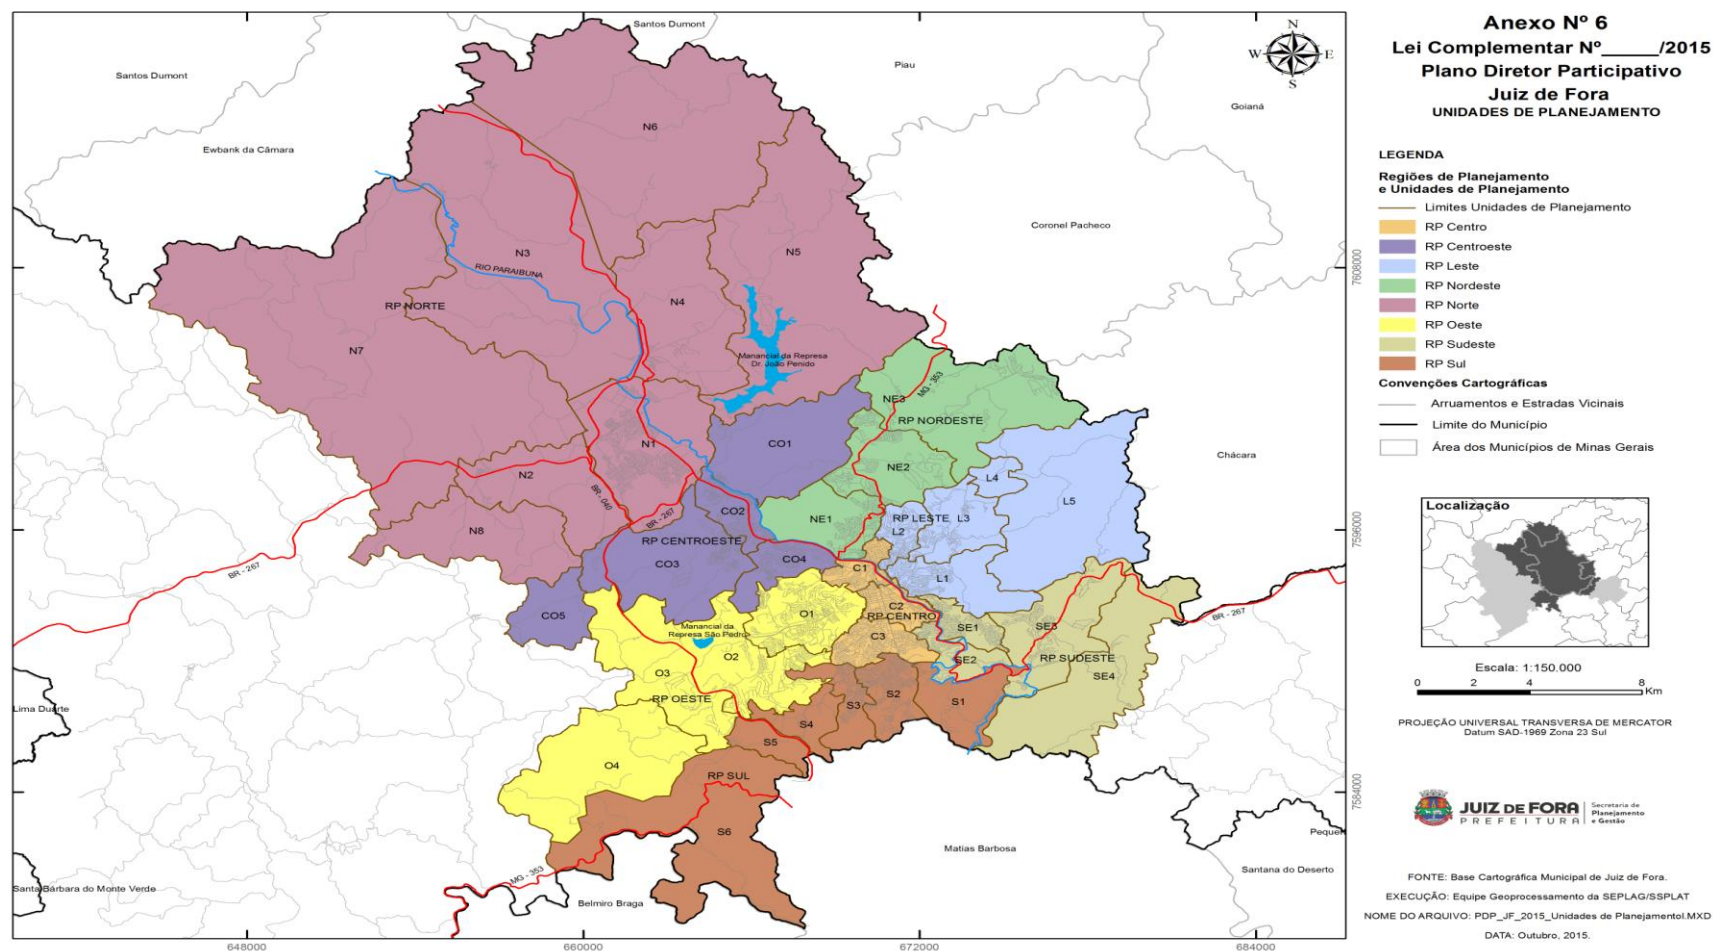 Santos Dumont
Santos Dumont
Piau
Goianá
Ewbank da Câmara
Coronel Pacheco
Chácara
Lima Duarte
Santa Bárbara do Monte Verde
Belmiro Braga
Matias Barbosa
Santana do Deserto
N
W
E
S
N6
N3
N5
RIO PARAIBUNA
RP NORTE
N4
N7
Manancial da Represa
Dr. João Penido
MG - 353
NE3
RP NORDESTE
N1
CO1
NE2
N2
L4
L5
BR - 040
CO2
BR - 267
NE1
RP LESTE
L3
L2
N8
RP CENTROESTE
CO4
CO3
C1
BR - 267
L1
CO5
O1
C2
RP CENTRO
BR - 267
Manancial da
Represa São Pedro
SE1
SE3
C3
O2
SE2
RP SUDESTE
O3
SE4
RP OESTE
S2
S1
S3
S4
S5
O4
RP SUL
S6
MG - 353
648000
660000
672000
684000
7608000
7596000
7584000
Anexo Nº 6
Lei Complementar Nº_____/2015
Plano Diretor Participativo
Juiz de Fora
UNIDADES DE PLANEJAMENTO
LEGENDA
Regiões de Planejamento
e Unidades de Planejamento
Limites Unidades de Planejamento
RP Centro
RP Centroeste
RP Leste
RP Nordeste
RP Norte
RP Oeste
RP Sudeste
RP Sul
Convenções Cartográficas
Arruamentos e Estradas Vicinais
Limite do Município
Área dos Municípios de Minas Gerais
Localização
Escala: 1:150.000
0 2 4 8
Km
PROJEÇÃO UNIVERSAL TRANSVERSA DE MERCATOR
Datum SAD-1969 Zona 23 Sul
JUIZ DE FORA
PREFEITURA
Secretaria de
Planejamento
e Gestão
FONTE: Base Cartográfica Municipal de Juiz de Fora.
EXECUÇÃO: Equipe Geoprocessamento da SEPLAG/SSPLAT
NOME DO ARQUIVO: PDP_JF_2015_Unidades de Planejamentol.MXD
DATA: Outubro, 2015.